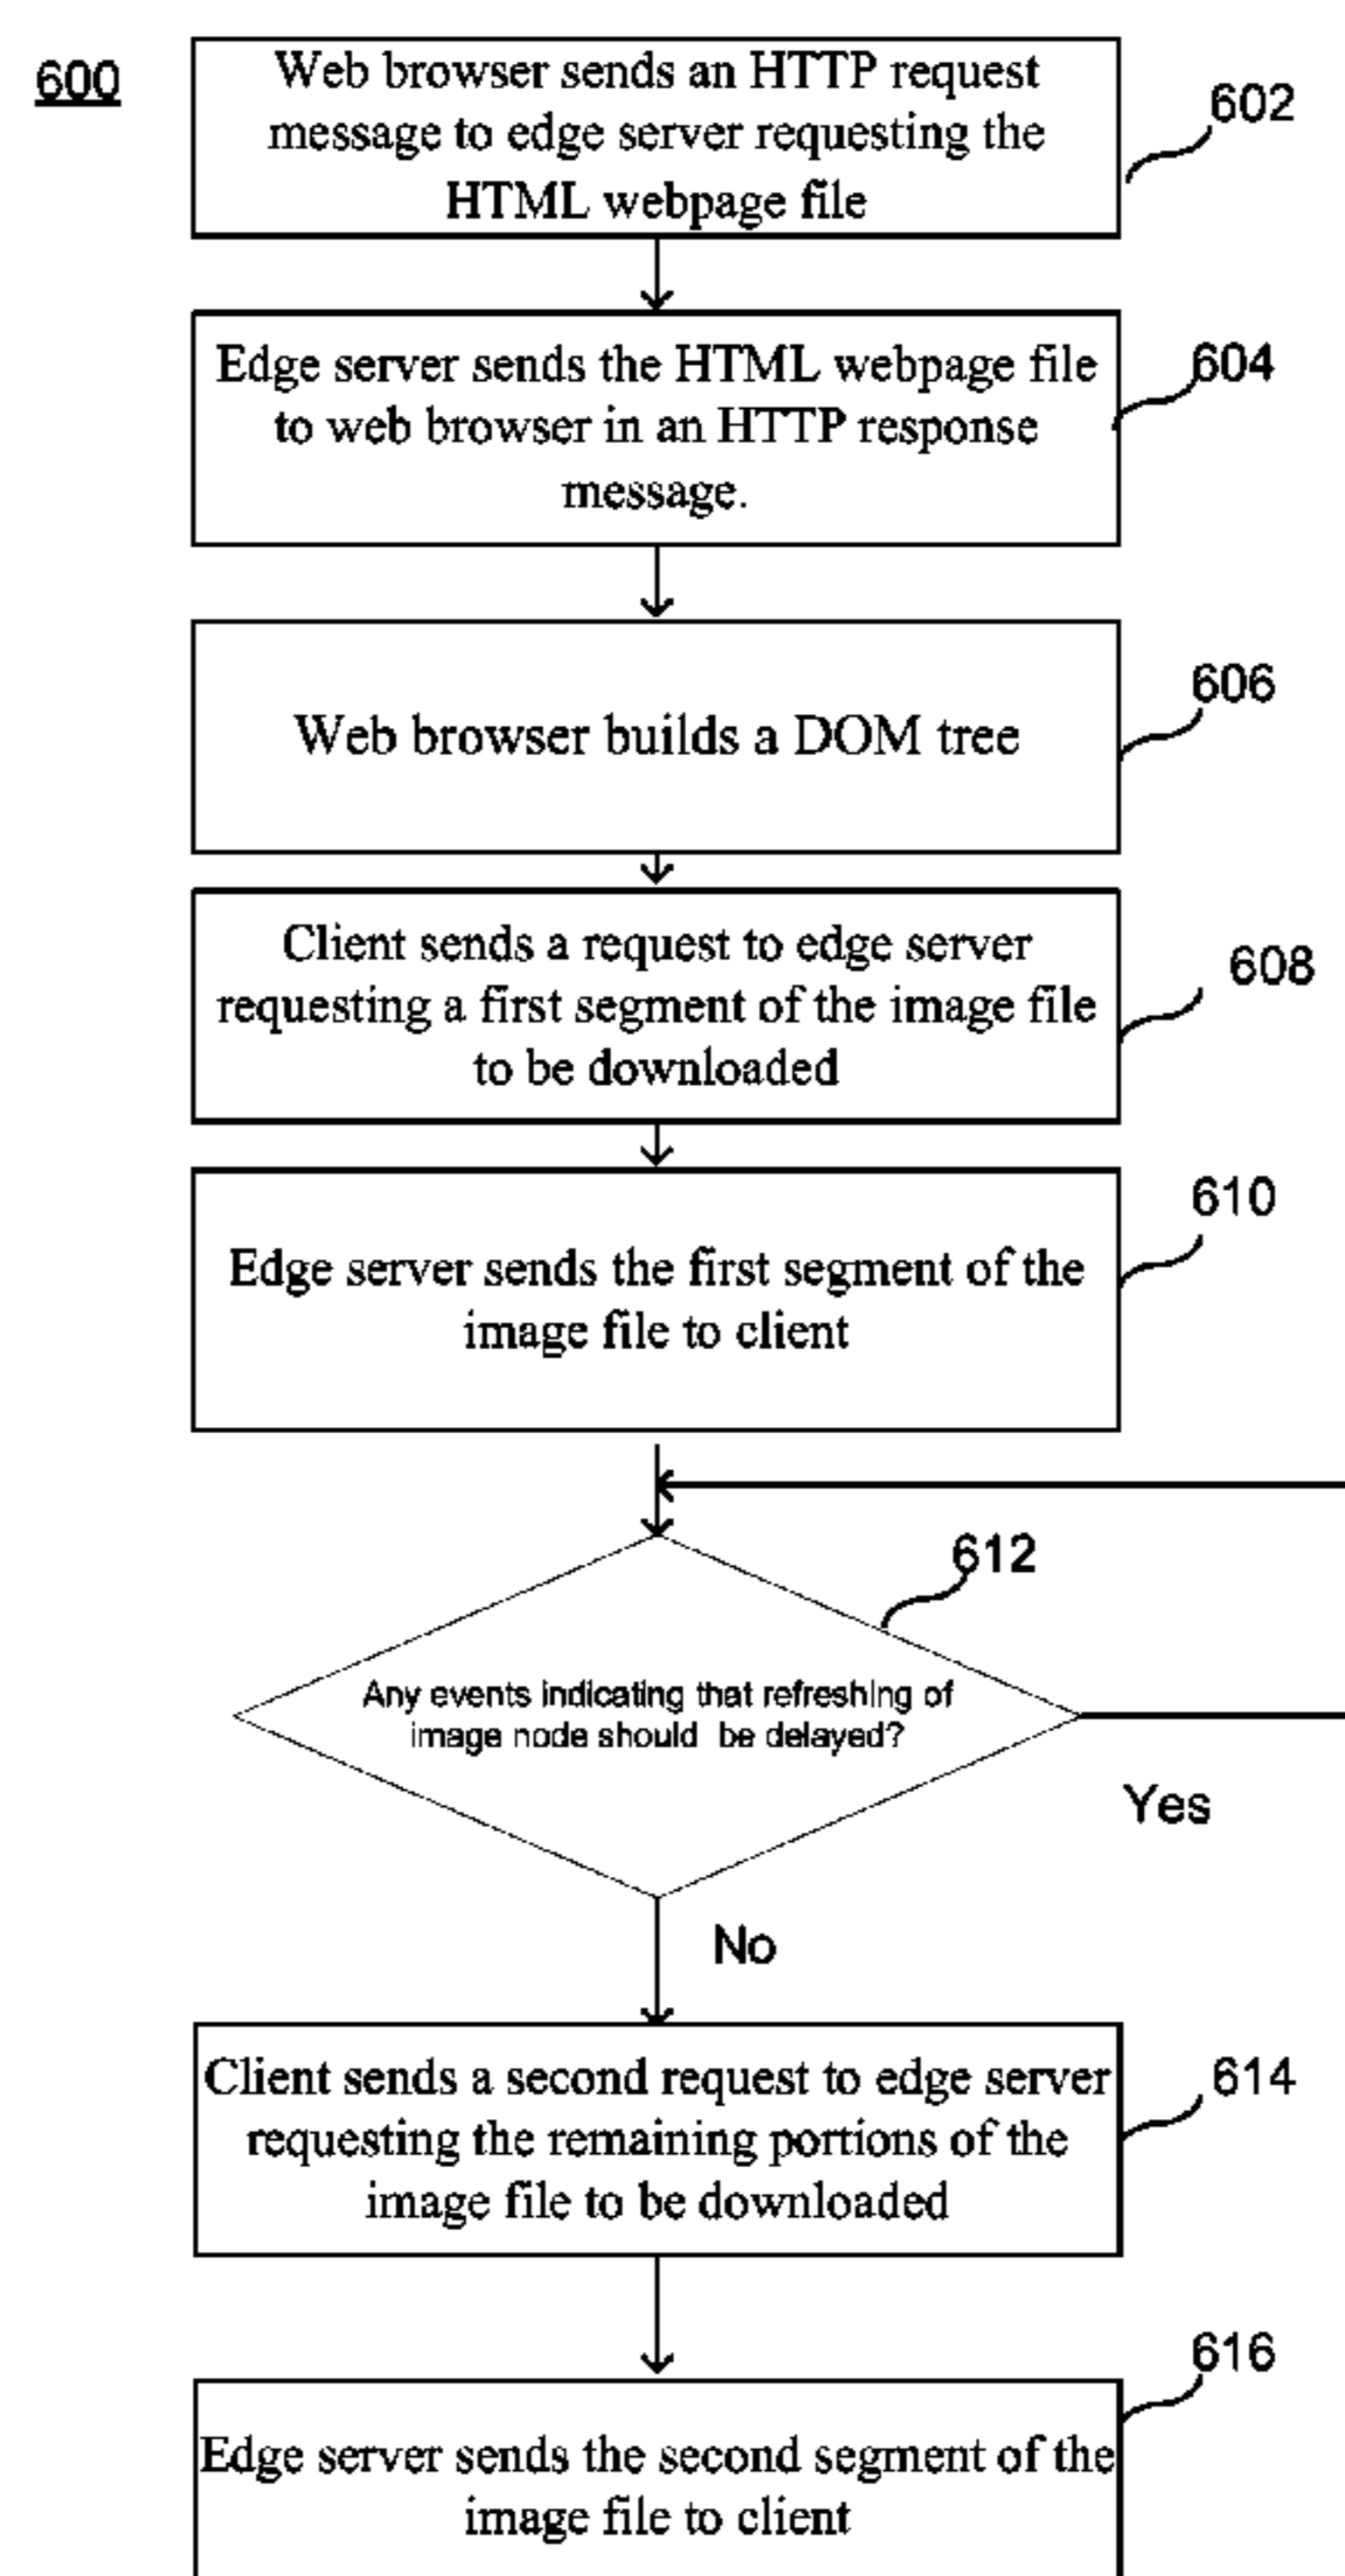 600
Web browser sends an HTTP request
message to edge server requesting the
HTML webpage file
602
Edge server sends the HTML webpage file
to web browser in an HTTP response
message.
604
Web browser builds a DOM tree
606
Client sends a request to edge server
requesting a first segment of the image file
to be downloaded
608
Edge server sends the first segment of the
image file to client
610
612
Any events indicating that refreshing of
image node should be delayed?
Yes
No
Client sends a second request to edge server
requesting the remaining portions of the
image file to be downloaded
614
Edge server sends the second segment of the
image file to client
616